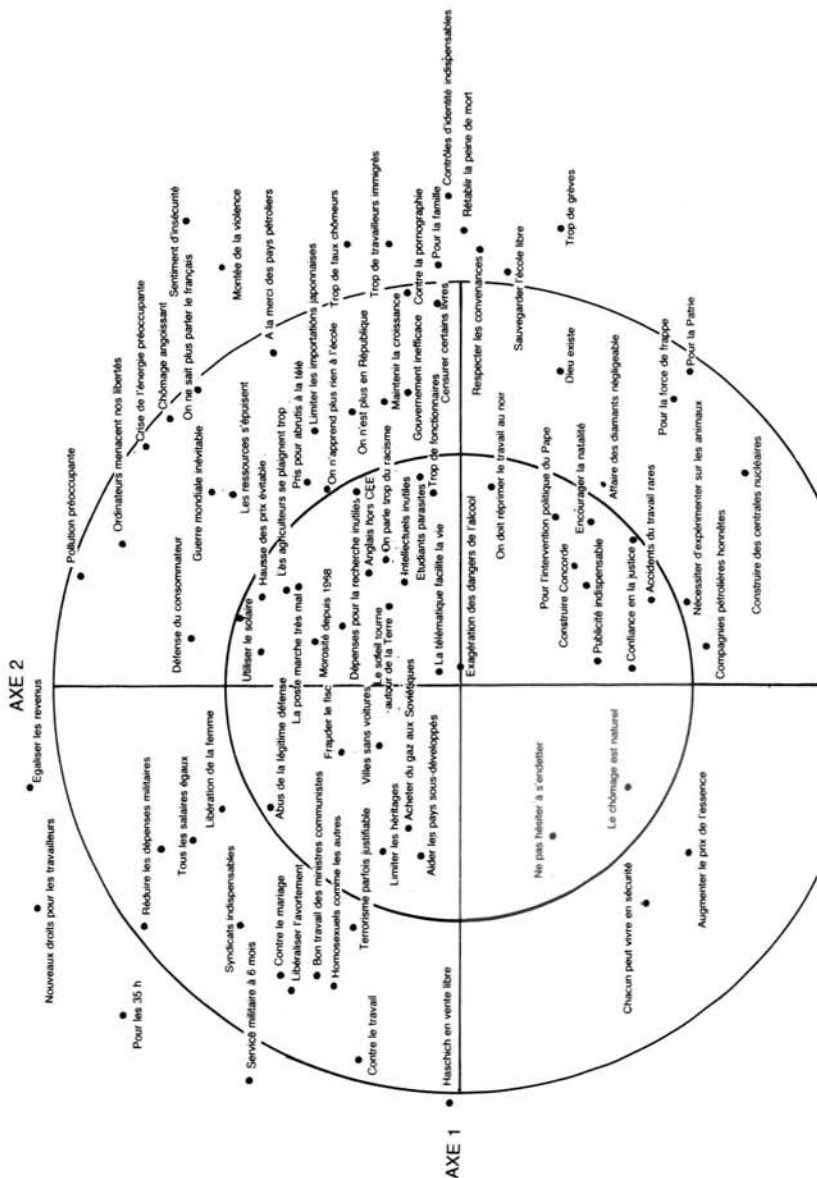 AXE 2
Egaliser les revenus
Nouveaux droits pour les travailleurs
Pollution préoccupante
Ordinateurs menacent nos libertés
Crise de l'énergie préoccupante
Chômage angoissant
On ne sait plus parler le français
Sentiment d'insécurité
Montée de la violence
Pour les 35 h
Réduire les dépenses militaires
Tous les salaires égaux
Libération de la femme
Syndicats indispensables
Service militaire à 6 mois
Défense du consommateur
Guerre mondiale inévitable
Les ressources s'épuisent
Utiliser le solaire
Hausse des prix évitable
A la merci des pays pétroliers
Les agriculteurs se plaignent trop
Pris pour abrutis à la télé
Limiter les importations japonaises
Abus de la légitime défense
La poste marche très mal
On n'apprend plus rien à l'école
Trop de faux chômeurs
Contre le mariage
Libéraliser l'avortement
Bon travail des ministres communistes
Homosexuels comme les autres
Frauder le fisc
Morosité depuis 1968
Dépenses pour la recherche inutiles
On n'est plus en République
Trop de travailleurs immigrés
Terrorisme parfois justifiable
Villes sans voitures
Anglais hors CEE
On parle trop du racisme
Maintenir la croissance
Contre le travail
Limiter les héritages
Le soleil tourne
autour de la Terre
Intellectuels inutiles
Gouvernement inefficace
Contre la pornographie
Acheter du gaz aux Soviétiques
Aider les pays sous-développés
Etudiants parasites
Trop de fonctionnaires
Censurer certains livres
Pour la famille
Contrôles d'identité indispensables
La télématique facilite la vie
Haschich en vente libre
AXE 1
Exagération des dangers de l'alcool
Rétablir la peine de mort
Respecter les convenances
On doit réprimer le travail au noir
Sauvegarder l'école libre
Ne pas hésiter à s'endetter
Pour l'intervention politique du Pape
Dieu existe
Trop de grèves
Construire Concorde
Encourager la natalité
Publicité indispensable
Affaire des diamants négligeable
Le chômage est naturel
Confiance en la justice
Accidents du travail rares
Chacun peut vivre en sécurité
Pour la force de frappe
Pour la Patrie
Augmenter le prix de l'essence
Nécessiter d'expérimenter sur les animaux
Compagnies pétrolières honnêtes
Construire des centrales nucléaires